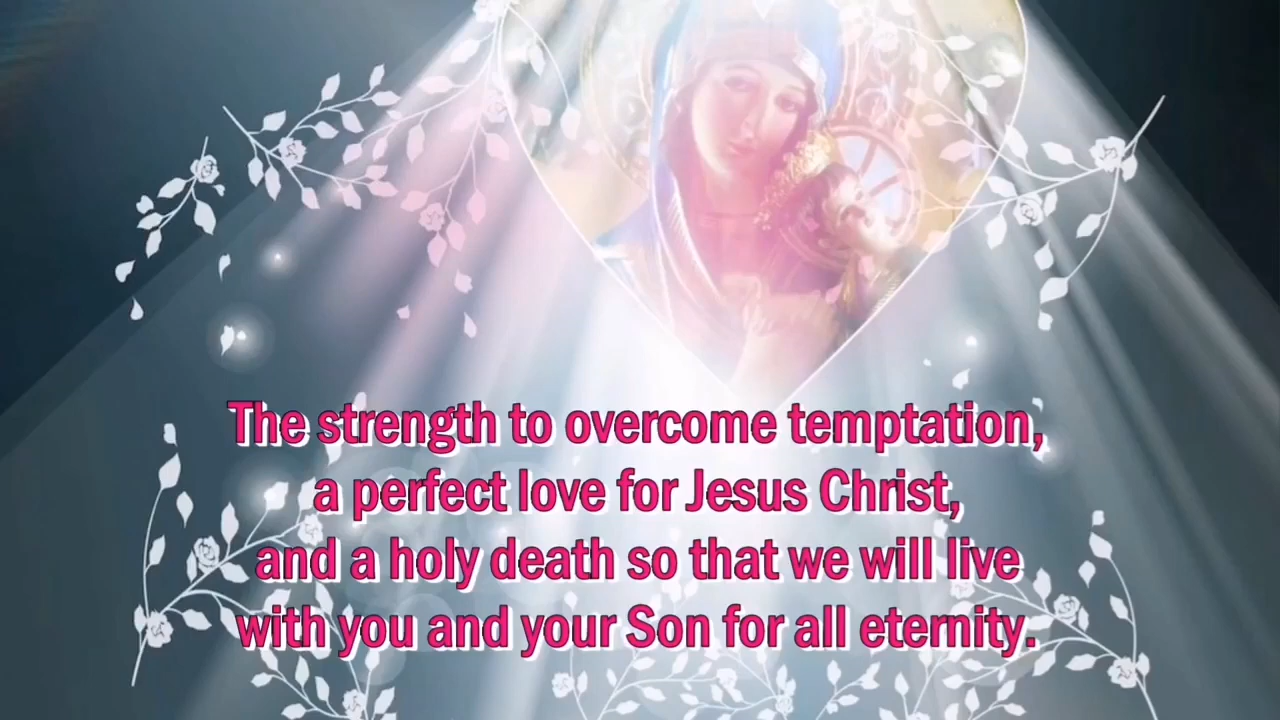 The strength to overcome temptation,
a perfect love for Jesus Christ,
and a holy death so that we will live
with you and your Son for all eternity.